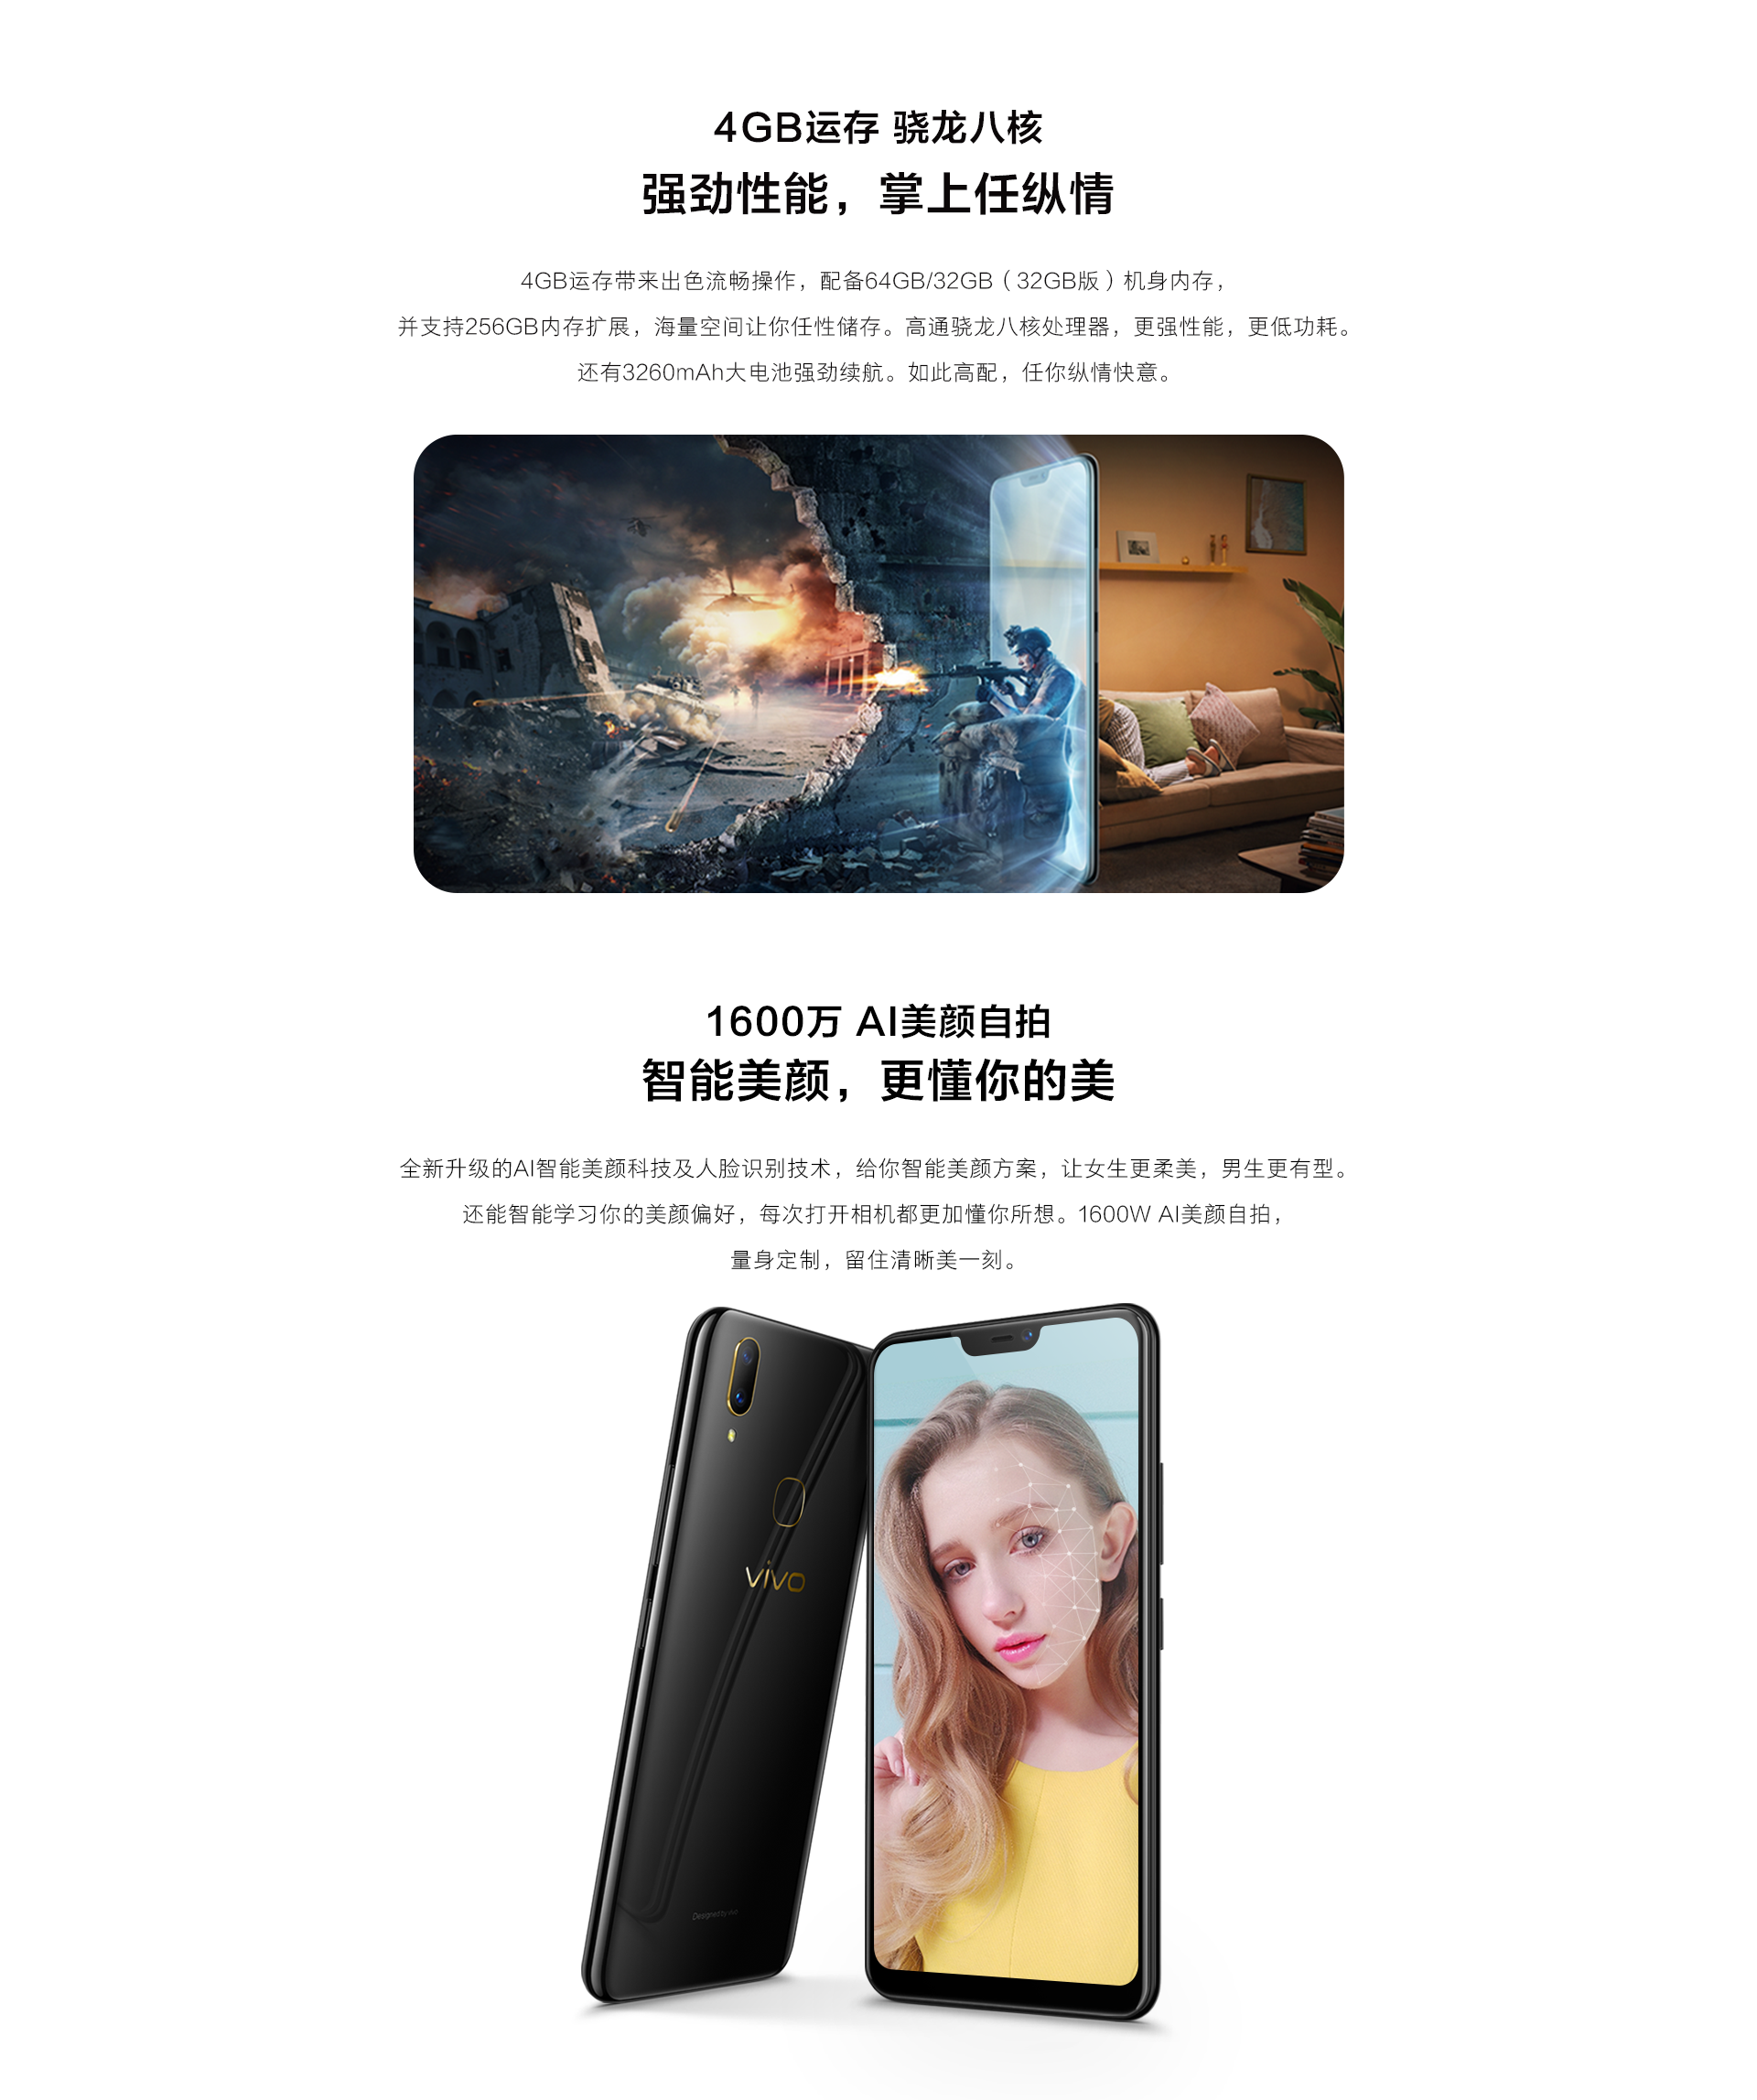 4GB运存 骁龙八核
强劲性能，掌上任纵情
4GB运存带来出色流畅操作，配备64GB/32GB（32GB版）机身内存，
并支持256GB内存扩展，海量空间让你任性储存。高通骁龙八核处理器，更强性能，更低功耗。
还有3260mAh大电池强劲续航。如此高配，任你纵情快意。
1600万 AI美颜自拍
智能美颜，更懂你的美
全新升级的AI智能美颜科技及人脸识别技术，给你智能美颜方案，让女生更柔美，男生更有型。
还能智能学习你的美颜偏好，每次打开相机都更加懂你所想。1600W AI美颜自拍，
量身定制，留住清晰美一刻。
vivo
Designed by vivo